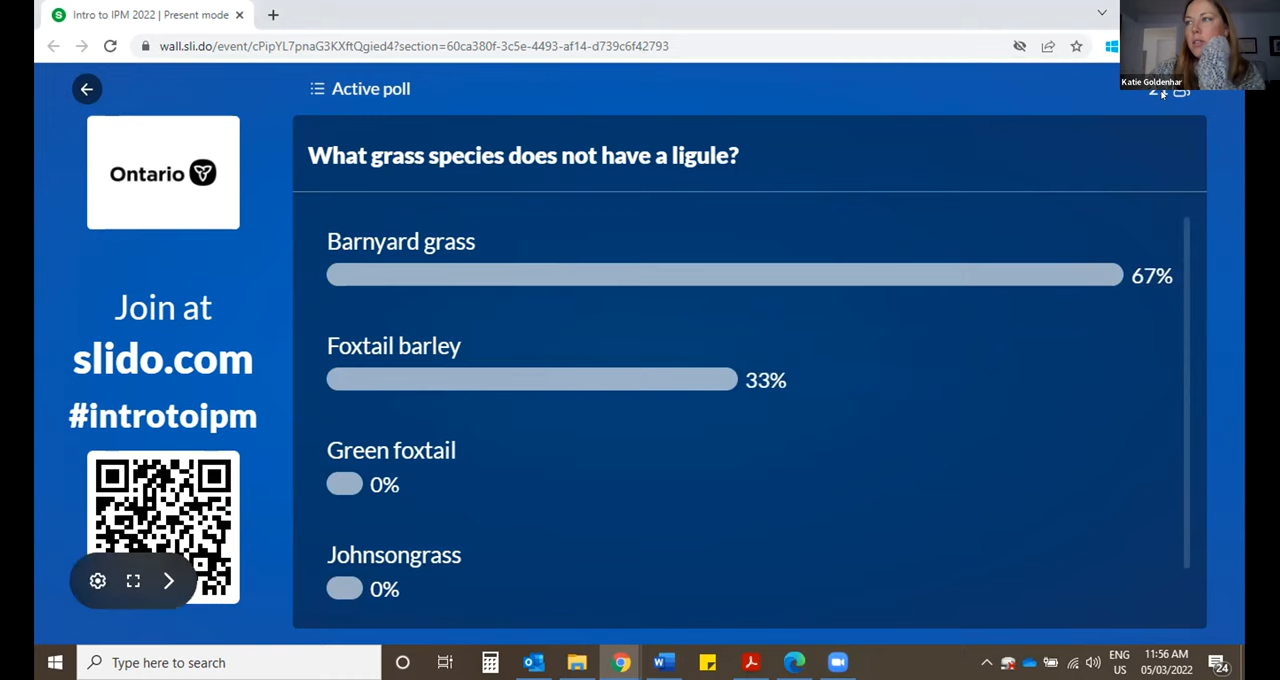 Intro to IPM 2022 | Present mode
wall.sli.do/event/cPipYL7pnaG3KXftQgied4?section=60ca380f-3c5e-4493-af14-d739c6f42793
Katie Goldenhar
Active poll
Ontario
What grass species does not have a ligule?
Barnyard grass
67%
Foxtail barley
33%
Green foxtail
0%
Johnsongrass
0%
Join at
slido.com
#introtoipm
Type here to search
ENG
US
11:56 AM
05/03/2022
24